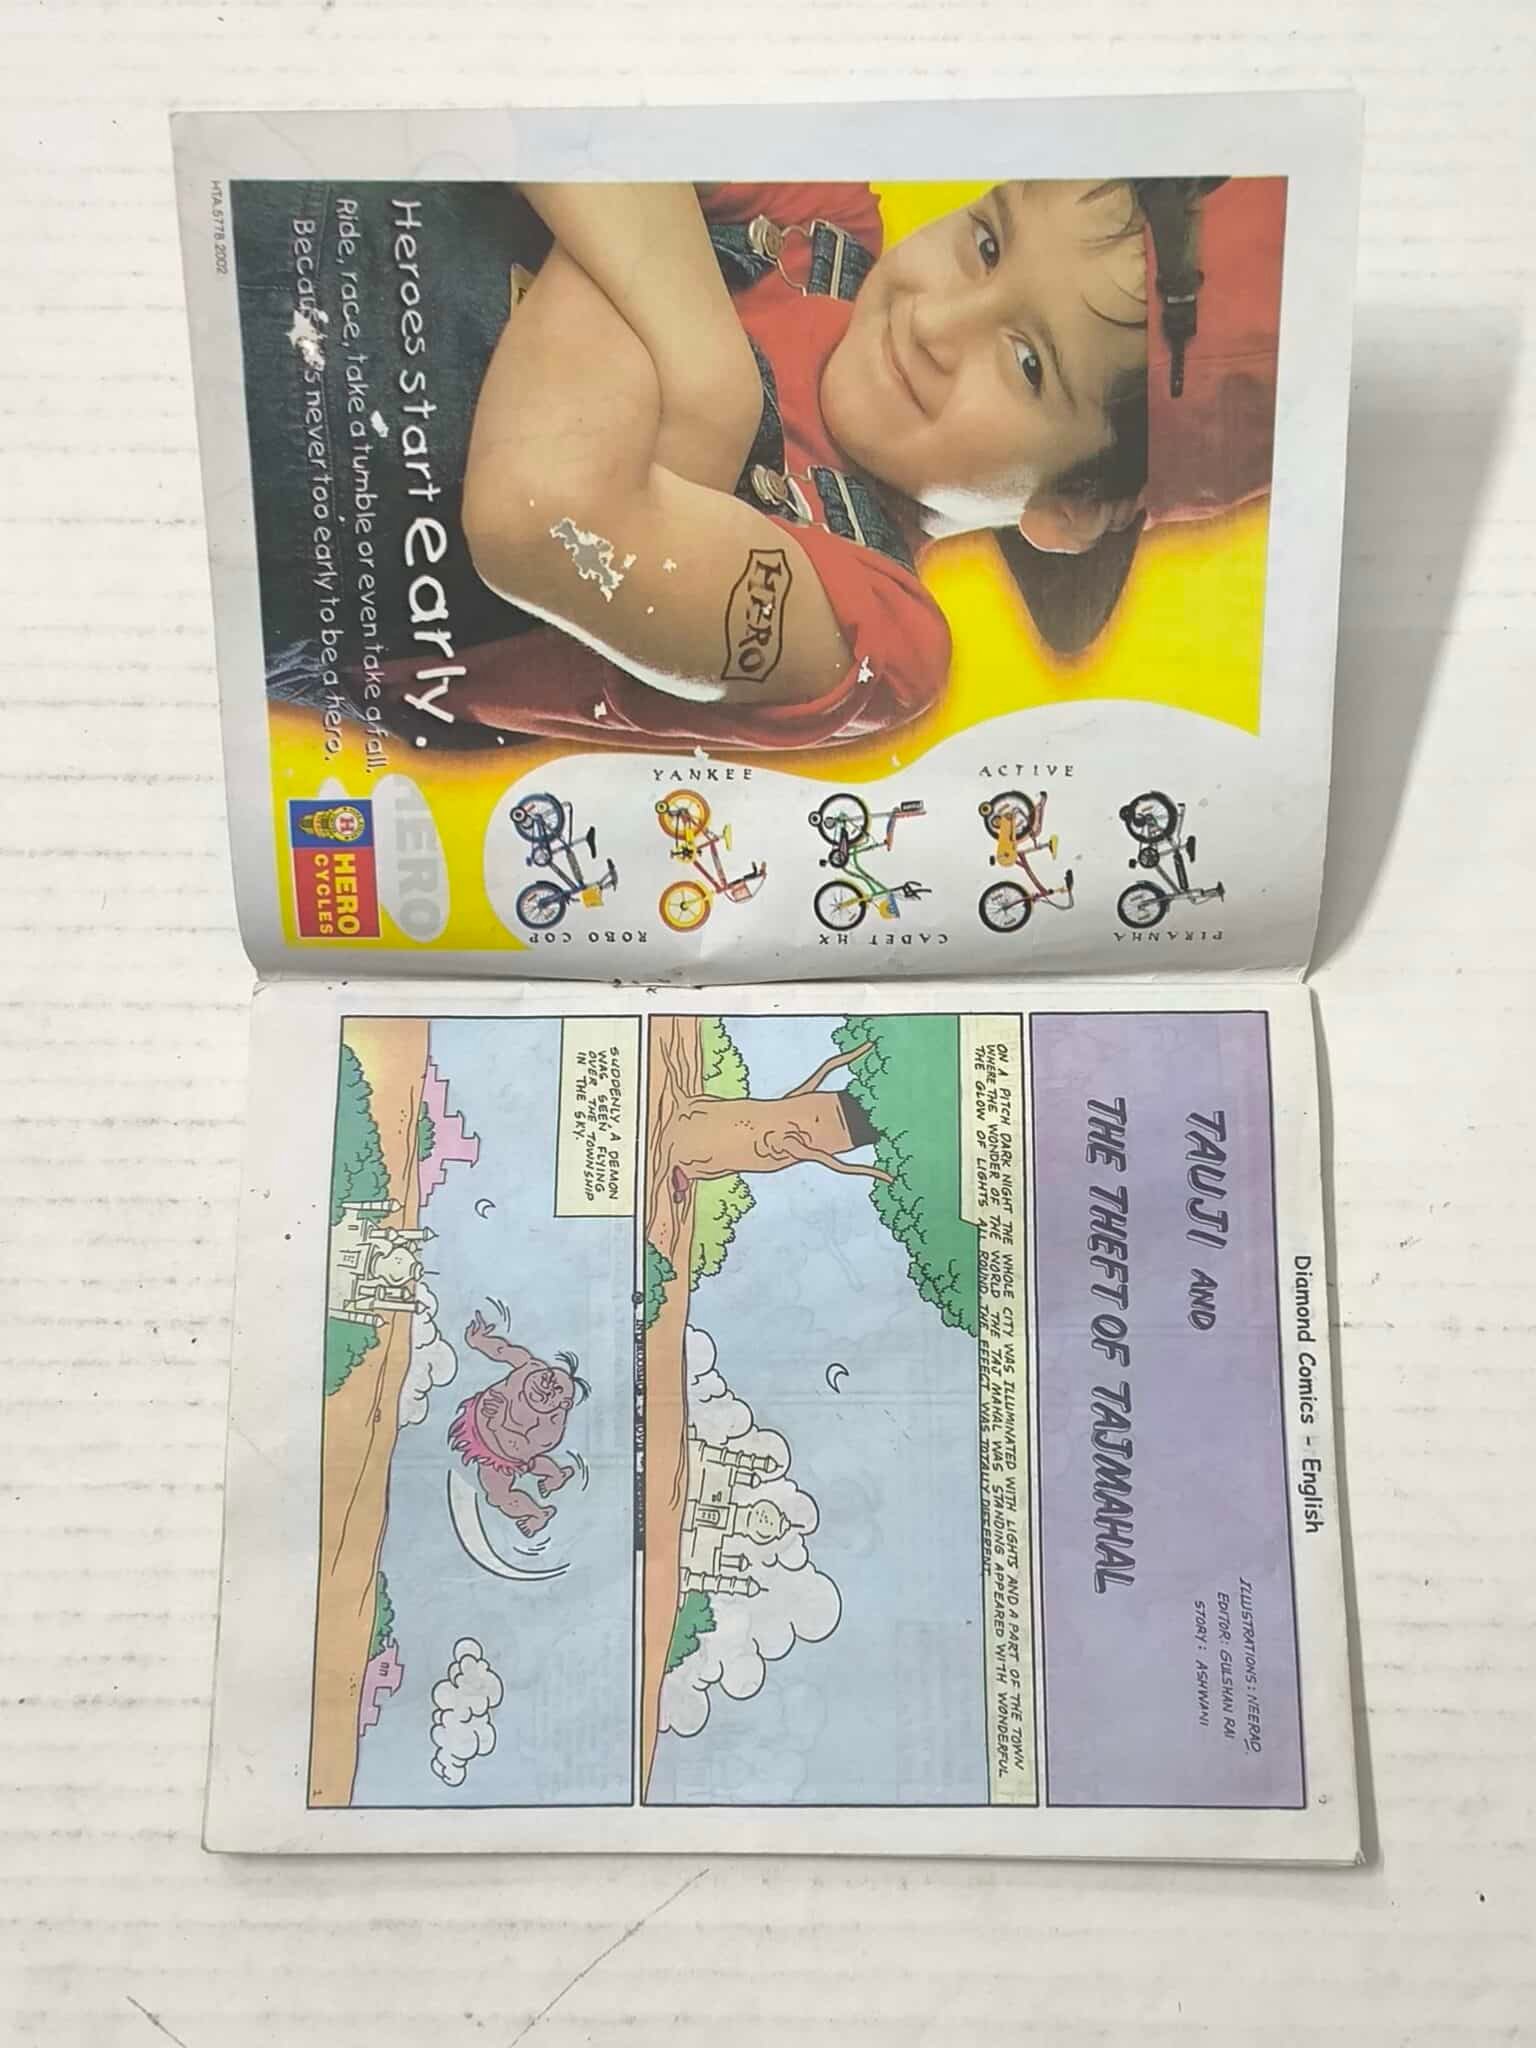 Heroes start early.
Ride, race, take a tumble or even take a fall.
never too early to be a hero.
HERO
YANKEE
ACTIVE
ROBO COP
CADET MX
PIRANHA
HERO
H
HERO
CYCLES
HTA.5778.2002
Diamond Comics - English
TAUJI AND
THE THEFT OF TAJMAHAL
ILLUSTRATIONS: NEERAD.
EDITOR: GULSHAN RAI
STORY: ASHWANI
ON A PITCH DARK NIGHT THE WHOLE CITY WAS ILLUMINATED WITH LIGHTS AND A PART OF THE TOWN
WHERE THE WONDER OF THE WORLD THE TAJ MAHAL WAS STANDING APPEARED WITH WONDERFUL
THE GLOW OF LIGHTS ALL ROUND THE EFFECT WAS TOTALLY DIFFERENT.
SUDDENLY, A DEMON
WAS SEEN FLYING
OVER THE TOWNSHIP
IN THE SKY.
1